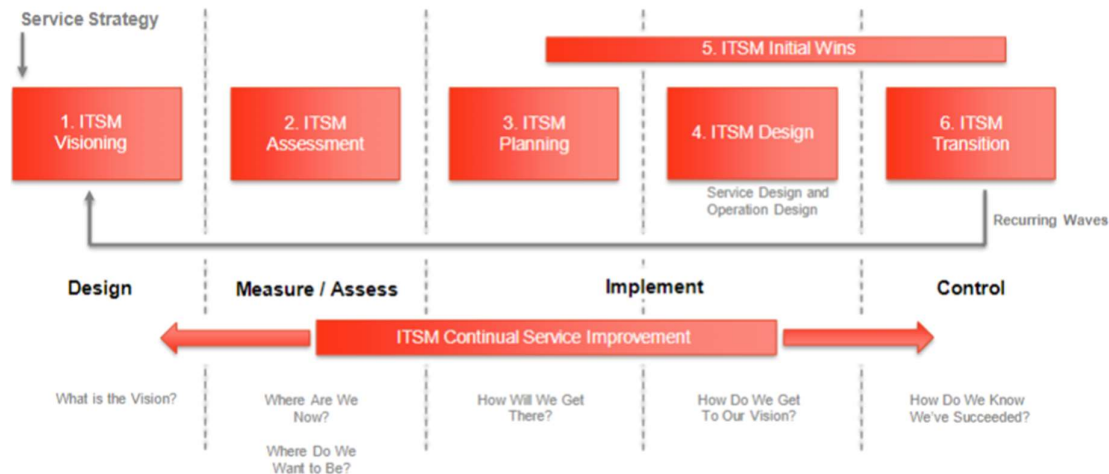 Service Strategy
5. ITSM Initial Wins
1. ITSM
Visioning
2. ITSM
Assessment
3. ITSM
Planning
4. ITSM Design
6. ITSM
Transition
Service Design and
Operation Design
Recurring Waves
Design
Measure / Assess
Implement
Control
ITSM Continual Service Improvement
What is the Vision?
Where Are We
Now?
Where Do We
Want to Be?
How Will We Get
There?
How Do We Get
To Our Vision?
How Do We Know
We've Succeeded?